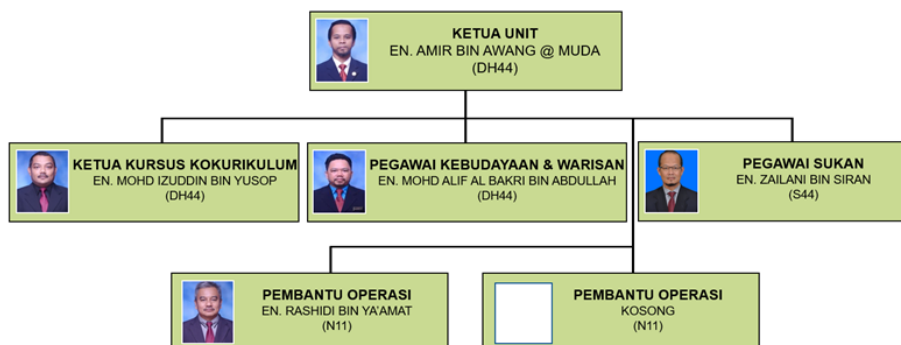 KETUA UNIT
EN. AMIR BIN AWANG @ MUDA
(DH44)
KETUA KURSUS KOKURIKULUM
EN. MOHD IZUDDIN BIN YUSOP
(DH44)
PEGAWAI KEBUDAYAAN & WARISAN
EN. MOHD ALIF AL BAKRI BIN ABDULLAH
(DH44)
PEGAWAI SUKAN
EN. ZAILANI BIN SIRAN
(S44)
PEMBANTU OPERASI
EN. RASHIDI BIN YA'AMAT
(N11)
PEMBANTU OPERASI
KOSONG
(N11)